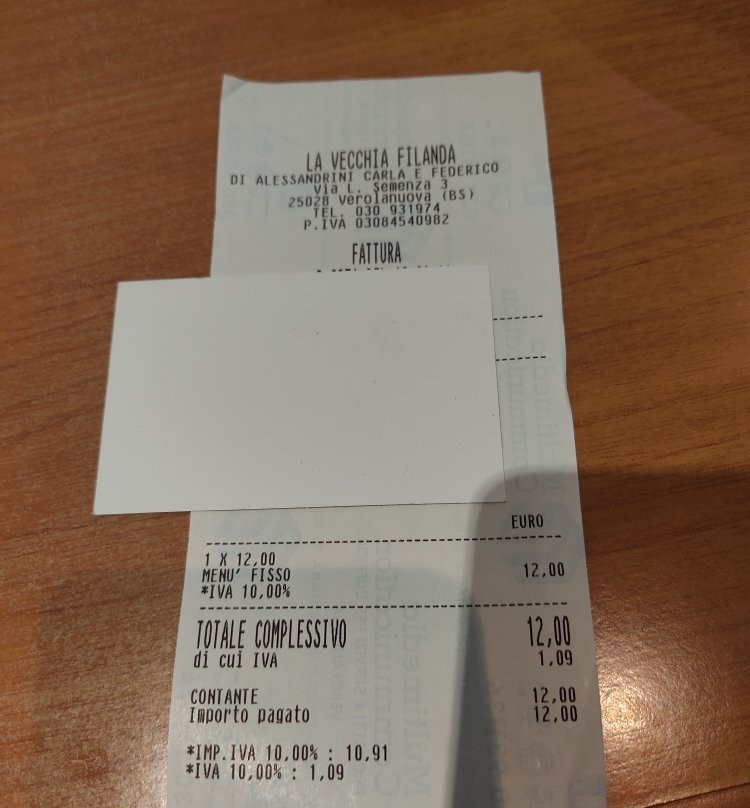 LA VECCHIA FILANDA
DI ALESSANDRINI CARLA E FEDERICO
Via L. Semenza 3
25028 Verolanuova (BS)
TEL. 030 931974
P.IVA 03084540982
FATTURA
EURO
1 X 12,00
MENU' FISSO 12,00
*IVA 10,00%
TOTALE COMPLESSIVO 12,00
di cui IVA 1,09
CONTANTE 12,00
Importo pagato 12,00
*IMP.IVA 10,00% : 10,91
*IVA 10,00% : 1,09